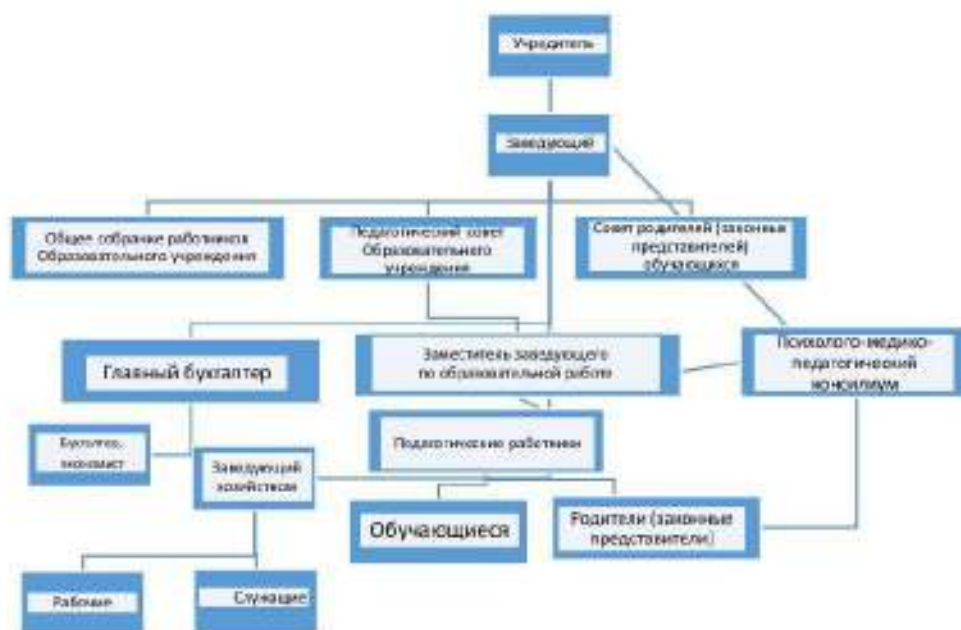 Учредитель
Заведующий
Общее собрание работников
Образовательного учреждения
Педагогический совет
Образовательного
учреждения
Совет родителей (законные
представителей)
обучающихся
Главный бухгалтер
Заместитель заведующего
по образовательной работе
Психолого-медико-
педагогический
консилиум
Бухгалтер,
экономист
Заведующий
хозяйством
Педагогические работники
Обучающиеся
Родители (законные
представители)
Рабочие
Служащие